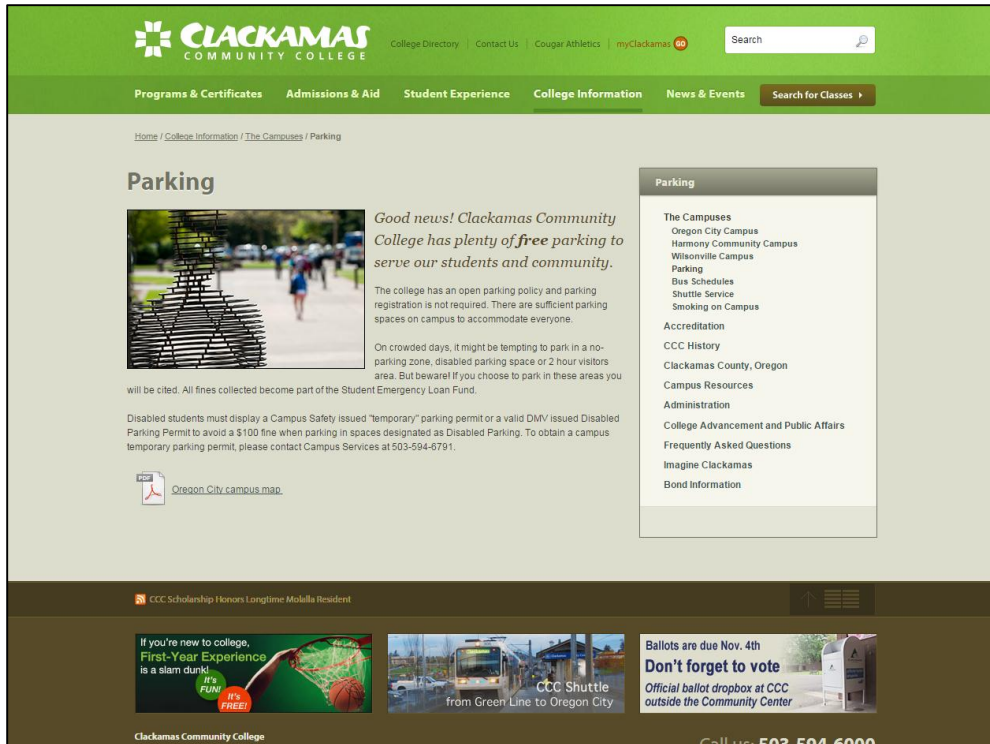 CLACKAMAS
COMMUNITY COLLEGE
College Directory | Contact Us | Cougar Athletics | myClackamas GO
Search
Programs & Certificates Admissions & Aid Student Experience College Information News & Events Search for Classes
Home / College Information / The Campuses / Parking
Parking
Good news! Clackamas Community
College has plenty of free parking to
serve our students and community.
The college has an open parking policy and parking
registration is not required. There are sufficient parking
spaces on campus to accommodate everyone.
On crowded days, it might be tempting to park in a no-
parking zone, disabled parking space or 2 hour visitors
area. But beware! If you choose to park in these areas you
will be cited. All fines collected become part of the Student Emergency Loan Fund.
Disabled students must display a Campus Safety issued "temporary" parking permit or a valid DMV issued Disabled
Parking Permit to avoid a $100 fine when parking in spaces designated as Disabled Parking. To obtain a campus
temporary parking permit, please contact Campus Services at 503-594-6791.
PDF
Oregon City campus map
Parking
The Campuses
Oregon City Campus
Harmony Community Campus
Wilsonville Campus
Parking
Bus Schedules
Shuttle Service
Smoking on Campus
Accreditation
CCC History
Clackamas County, Oregon
Campus Resources
Administration
College Advancement and Public Affairs
Frequently Asked Questions
Imagine Clackamas
Bond Information
CCC Scholarship Honors Longtime Molalla Resident
If you're new to college,
First-Year Experience
is a slam dunk!
It's
FUN!
It's
FREE!
CCC Shuttle
from Green Line to Oregon City
Ballots are due Nov. 4th
Don't forget to vote
Official ballot dropbox at CCC
outside the Community Center
Clackamas Community College
Call us: 503-594-6000